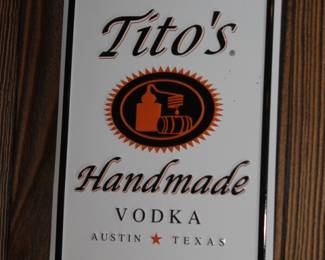 Tito's®
Handmade
VODKA
AUSTIN ★ TEXAS